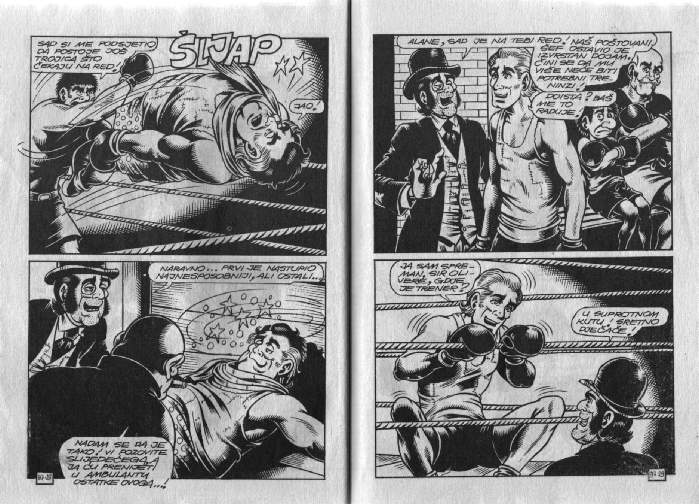 SAD SI ME PODSJETIO
DA POSTOJE JOŠ
TROJICA ŠTO
ČEKAJU NA RED!
ŠLJAP
JAO!
NARAVNO... PRVI JE NASTUPIO
NAJNESPOSOBNIJI, ALI OSTALI...
NADAM SE DA JE
TAKO! VI POZOVITE
SLIJEDEĆEG, A
JA ĆU PRENIJETI
U AMBULANTU
OSTATKE OVOGA...!
ALANE, SAD JE NA TEBI RED! NAŠ POŠTOVANI
ŠEF OSTAVIO JE
IZVRSTAN DOJAM.
ČINI SE DA MU
VIŠE NEĆE BITI
POTREBNI TRE-
NINZI!
DOISTA? BAŠ
ME TO
RADUJE!
JA SAM SPRE-
MAN, SIR OLI-
VERE, GDJE
JE TRENER?
U SUPROTNOM
KUTU! SRETNO
DJEČAČE!